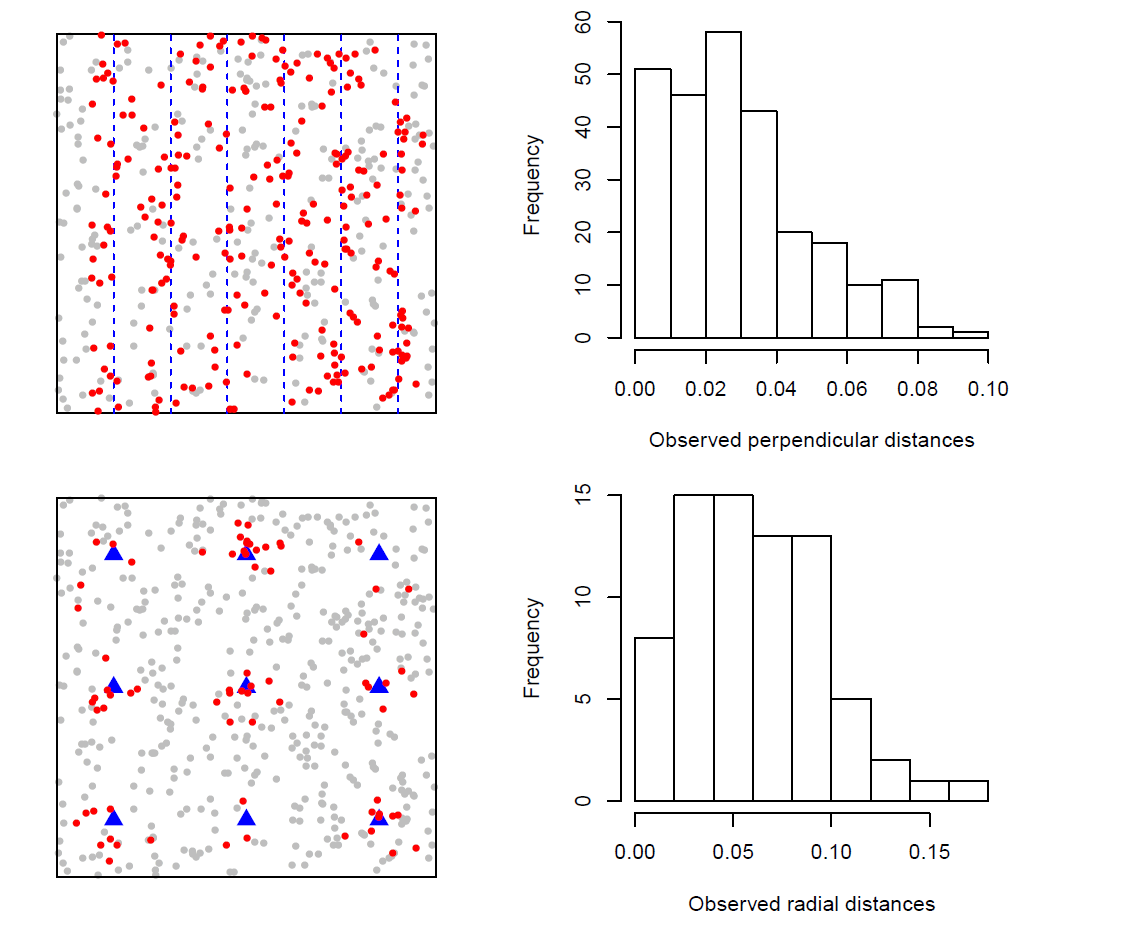 60
50
40
30
20
10
0
Frequency
0.00 0.02 0.04 0.06 0.08 0.10
Observed perpendicular distances
15
10
5
0
Frequency
0.00 0.05 0.10 0.15
Observed radial distances